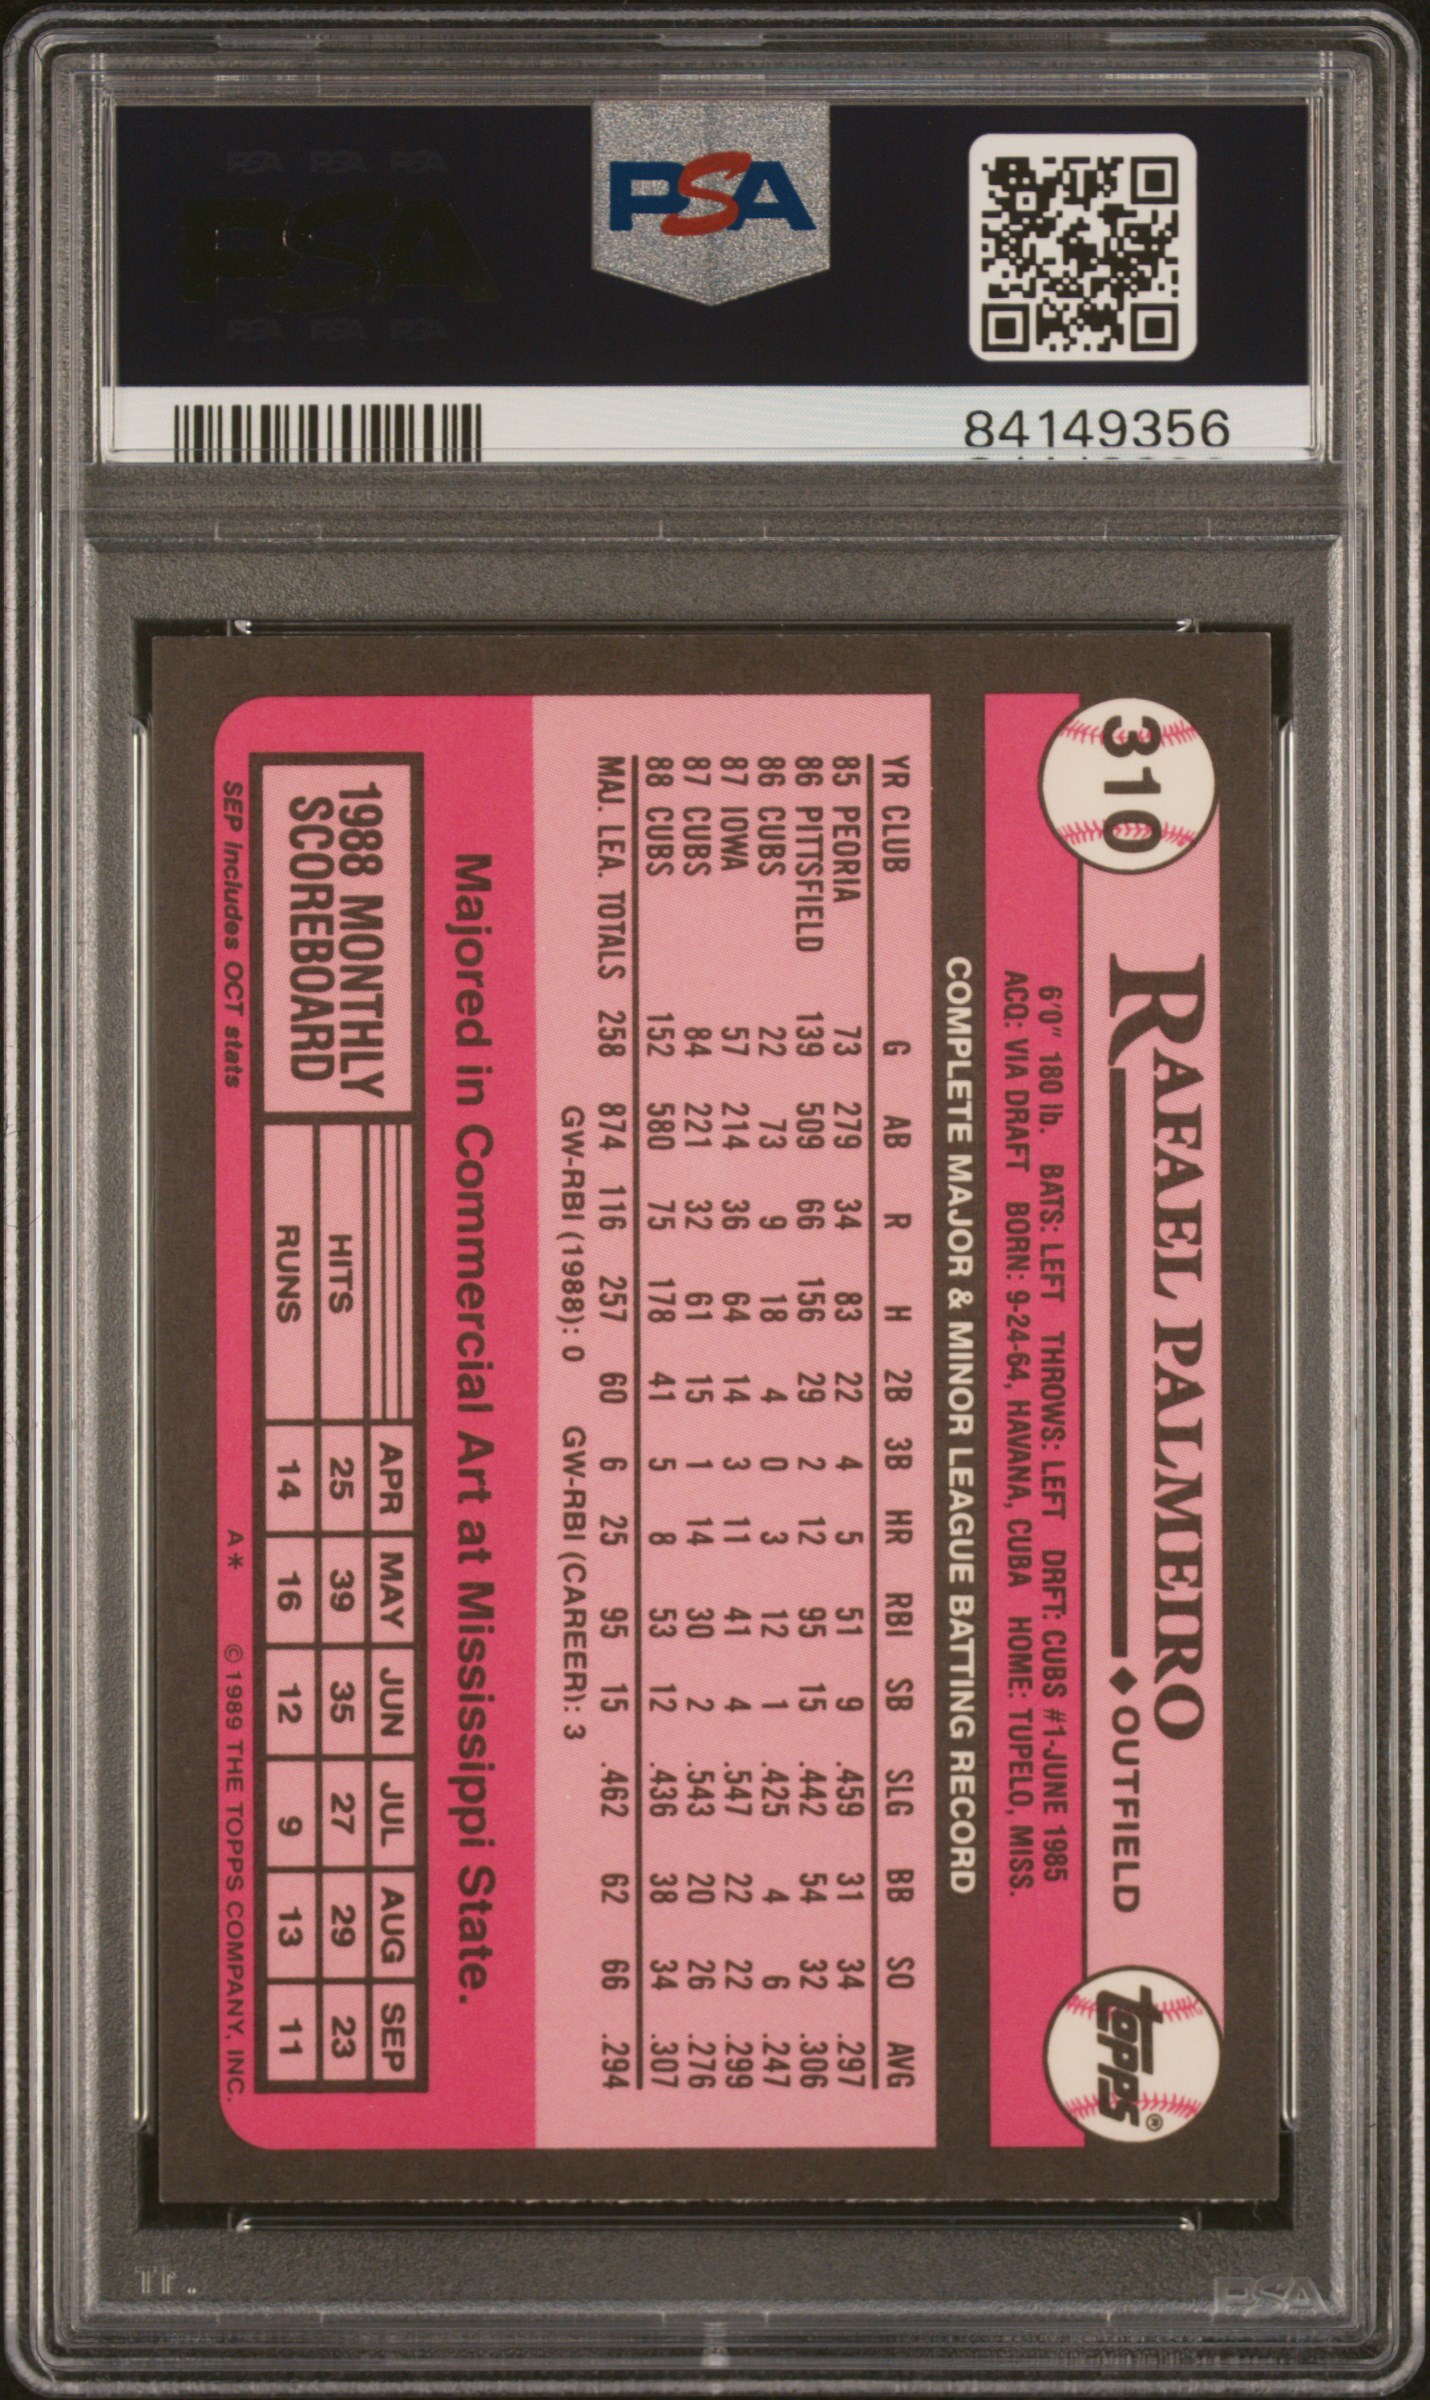 PSA PSA PSA
PSA
PSA PSA PSA
PSA
84149356
310
RAFAEL PALMEIRO
OUTFIELD
Topps®
6'0" 180 lb. BATS: LEFT THROWS: LEFT DRFT: CUBS #1-JUNE 1985
ACQ: VIA DRAFT BORN: 9-24-64, HAVANA, CUBA HOME: TUPELO, MISS.
COMPLETE MAJOR & MINOR LEAGUE BATTING RECORD
YR CLUB G AB R H 2B 3B HR RBI SB SLG BB SO AVG
85 PEORIA 73 279 34 83 22 4 5 51 9 .459 31 34 .297
86 PITTSFIELD 139 509 66 156 29 2 12 95 15 .442 54 32 .306
86 CUBS 22 73 9 18 4 0 3 12 1 .425 4 6 .247
87 IOWA 57 214 36 64 14 3 11 41 4 .547 22 22 .299
87 CUBS 84 221 32 61 15 1 14 30 2 .543 20 26 .276
88 CUBS 152 580 75 178 41 5 8 53 12 .436 38 34 .307
MAJ. LEA. TOTALS 258 874 116 257 60 6 25 95 15 .462 62 66 .294
GW-RBI (1988): 0 GW-RBI (CAREER): 3
Majored in Commercial Art at Mississippi State.
1988 MONTHLY
SCOREBOARD
APR MAY JUN JUL AUG SEP
HITS 25 39 35 27 29 23
RUNS 14 16 12 9 13 11
SEP includes OCT stats
A* © 1989 THE TOPPS COMPANY, INC.
PSA